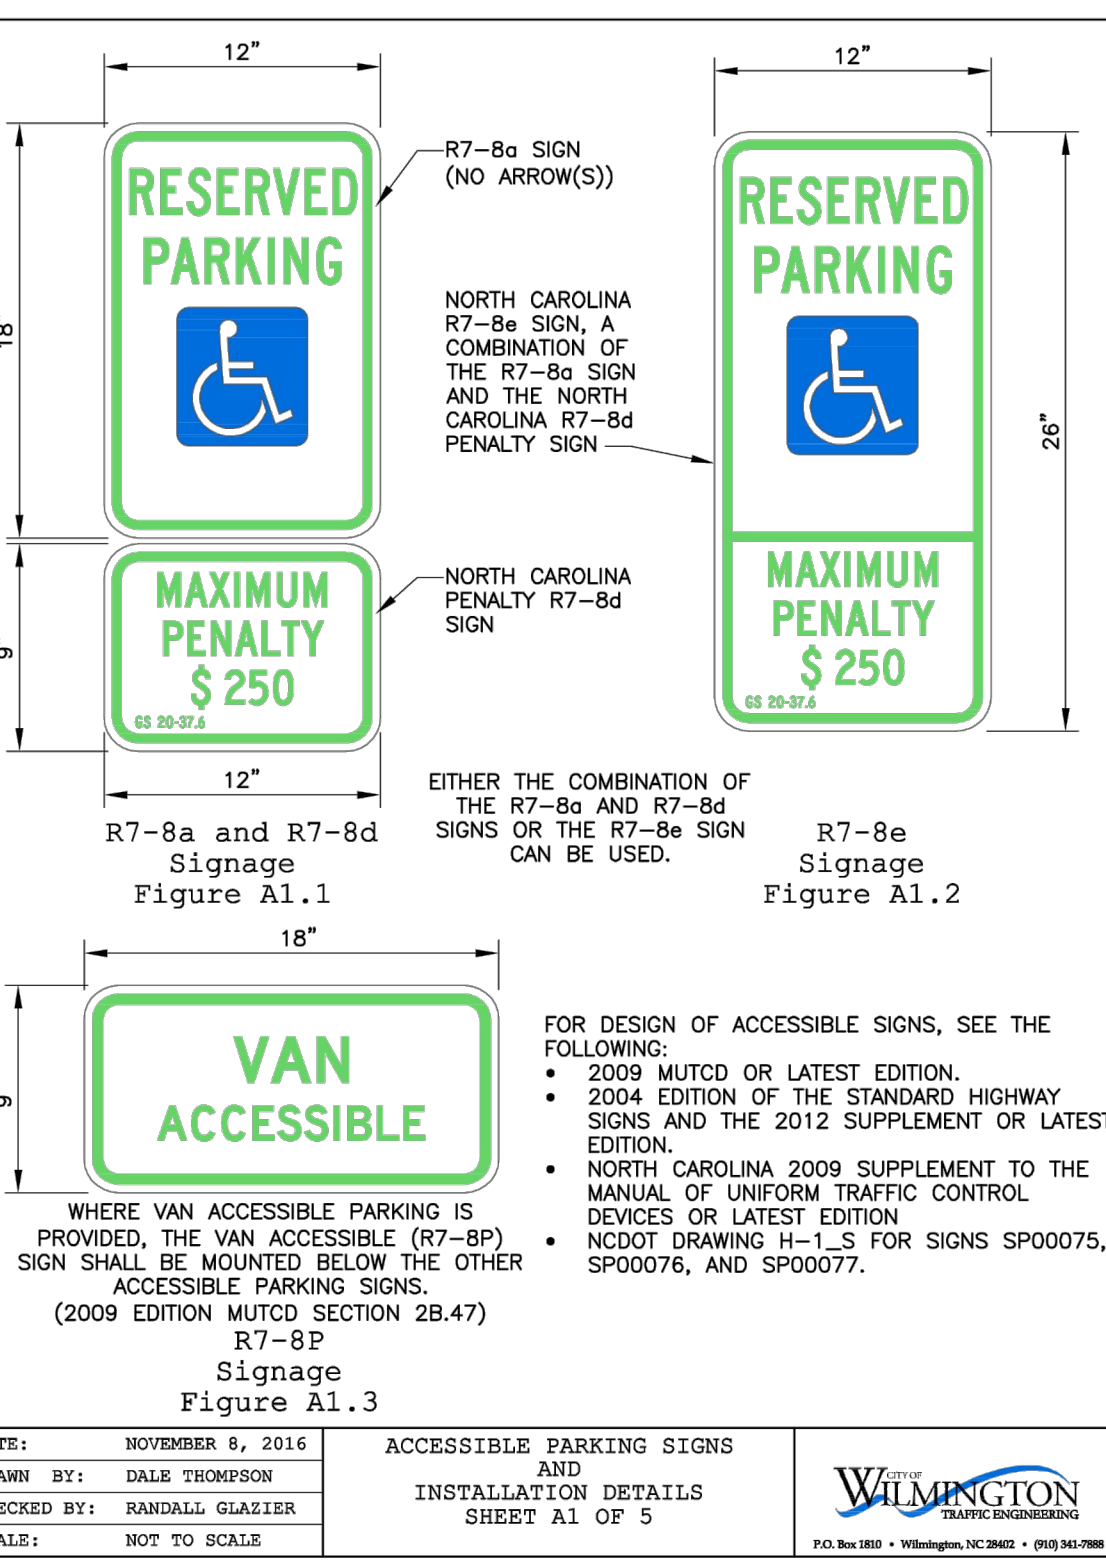 12”
12”
RESERVED
PARKING
R7-8a SIGN
(NO ARROW(S))
18"
NORTH CAROLINA
R7-8e SIGN, A
COMBINATION OF
THE R7-8a SIGN
AND THE NORTH
CAROLINA R7-8d
PENALTY SIGN
RESERVED
PARKING
26”
MAXIMUM
PENALTY
$ 250
GS 20-37.6
9"
NORTH CAROLINA
PENALTY R7-8d
SIGN
MAXIMUM
PENALTY
$ 250
GS 20-37.6
12”
EITHER THE COMBINATION OF
THE R7-8a AND R7-8d
SIGNS OR THE R7-8e SIGN
CAN BE USED.
R7-8a and R7-8d
Signage
Figure A1.1
R7-8e
Signage
Figure A1.2
18”
9
VAN
ACCESSIBLE
WHERE VAN ACCESSIBLE PARKING IS
PROVIDED, THE VAN ACCESSIBLE (R7-8P)
SIGN SHALL BE MOUNTED BELOW THE OTHER
ACCESSIBLE PARKING SIGNS.
(2009 EDITION MUTCD SECTION 2B.47)
R7-8P
Signage
Figure A1.3
FOR DESIGN OF ACCESSIBLE SIGNS, SEE THE
FOLLOWING:
• 2009 MUTCD OR LATEST EDITION.
• 2004 EDITION OF THE STANDARD HIGHWAY
SIGNS AND THE 2012 SUPPLEMENT OR LATEST
EDITION.
• NORTH CAROLINA 2009 SUPPLEMENT TO THE
MANUAL OF UNIFORM TRAFFIC CONTROL
DEVICES OR LATEST EDITION
• NCDOT DRAWING H-1_S FOR SIGNS SP00075,
SP00076, AND SP00077.
TE: NOVEMBER 8, 2016
AWN BY: DALE THOMPSON
ECKED BY: RANDALL GLAZIER
ALE: NOT TO SCALE
ACCESSIBLE PARKING SIGNS
AND
INSTALLATION DETAILS
SHEET A1 OF 5
CITY OF
WILMINGTON
TRAFFIC ENGINEERING
P.O. Box 1810 • Wilmington, NC 28402 • (910) 341-7888